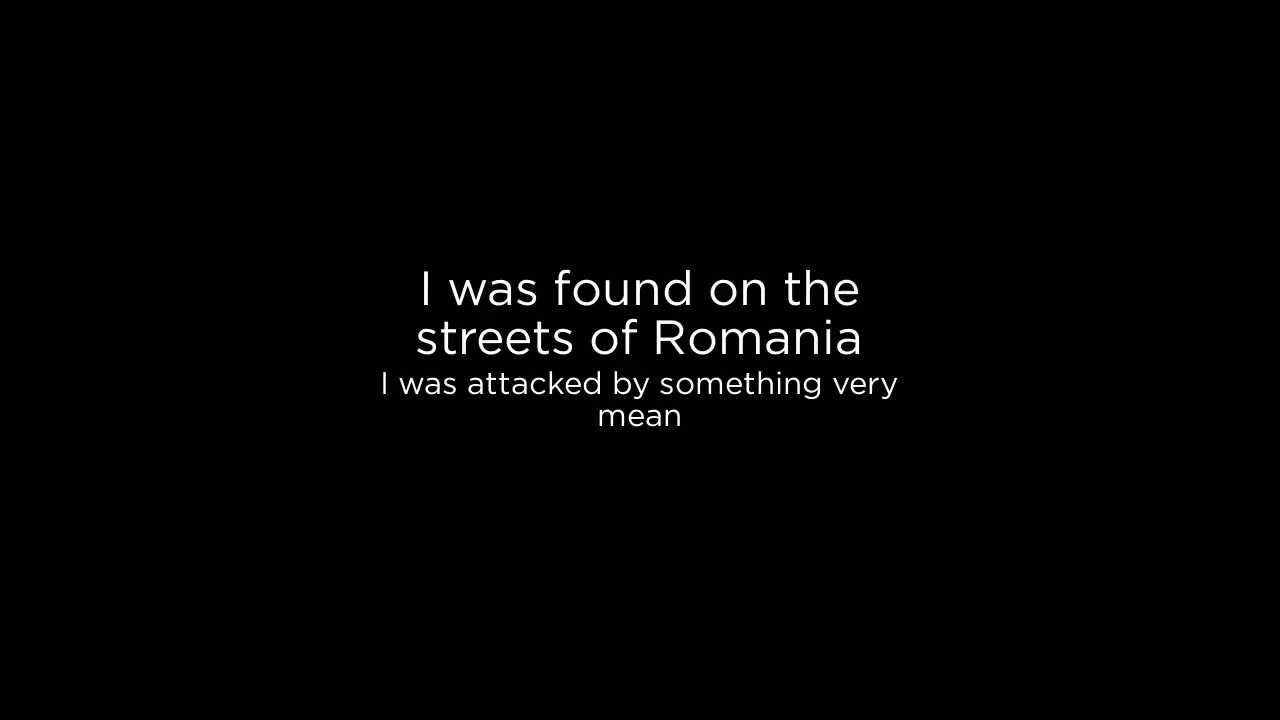 I was found on the
streets of Romania
I was attacked by something very
mean